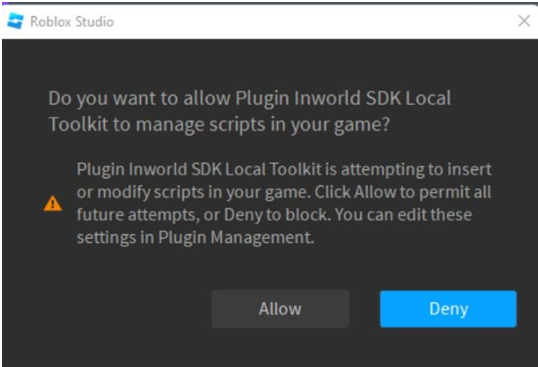 Roblox Studio
Do you want to allow Plugin Inworld SDK Local
Toolkit to manage scripts in your game?
Plugin Inworld SDK Local Toolkit is attempting to insert
or modify scripts in your game. Click Allow to permit all
future attempts, or Deny to block. You can edit these
settings in Plugin Management.
Allow
Deny